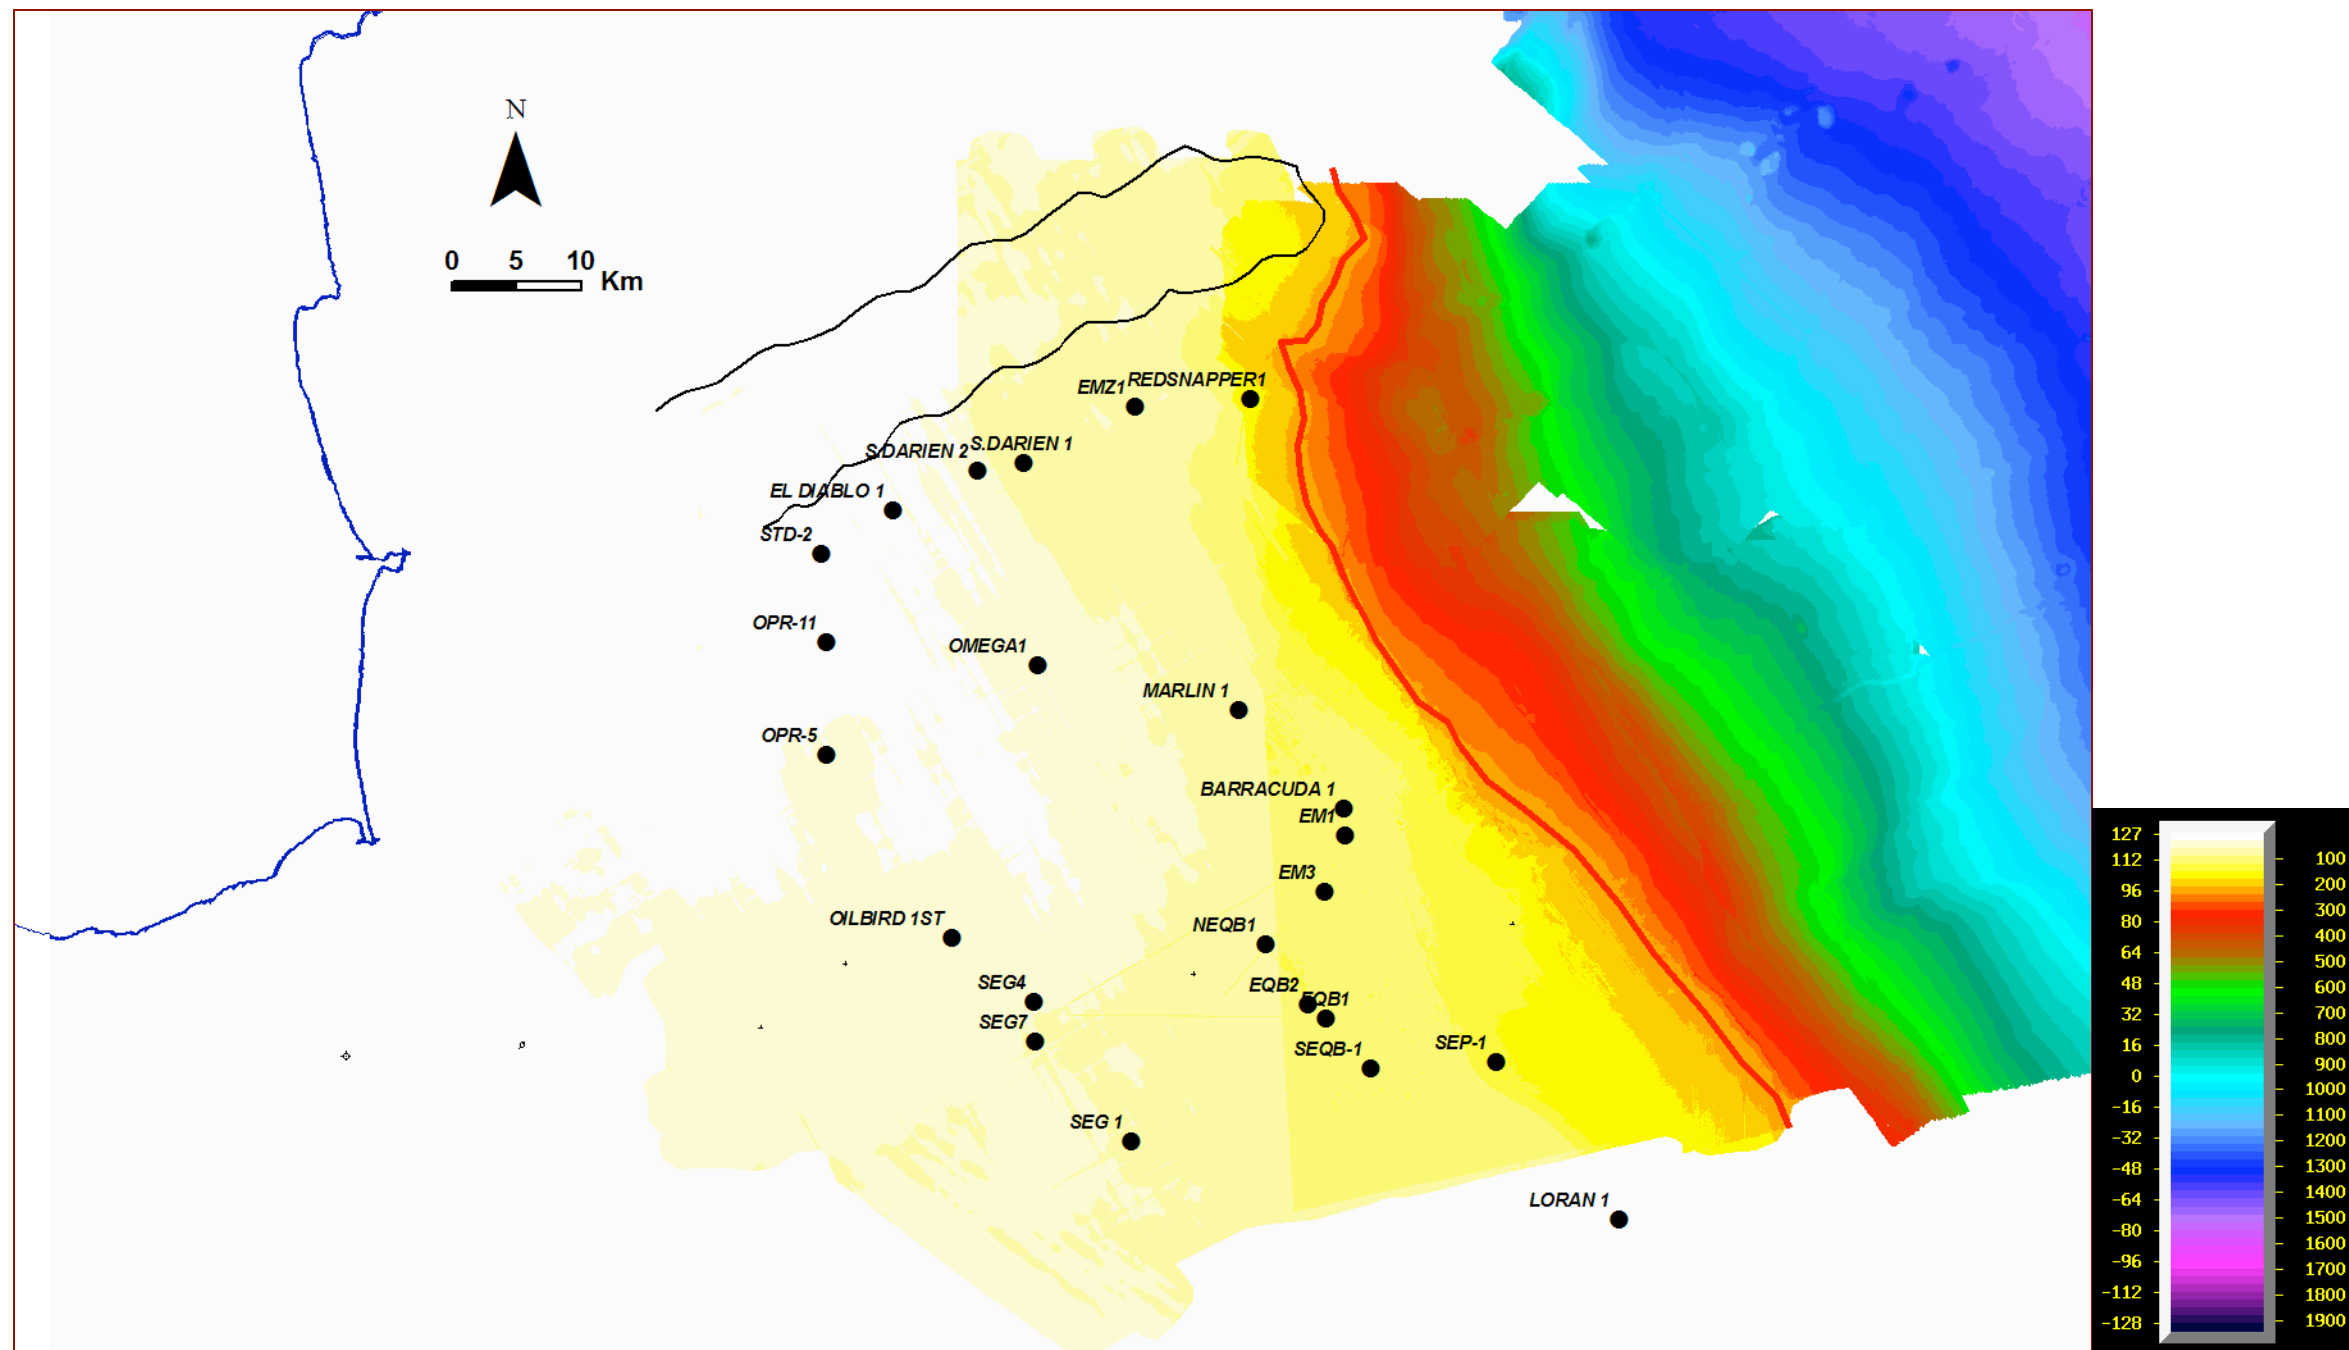 N
0 5 10 Km
EMZ1
REDSNAPPER1
S.DARIEN 2
S.DARIEN 1
EL DIABLO 1
STD-2
OPR-11
OMEGA1
MARLIN 1
OPR-5
BARRACUDA 1
EM1
EM3
OILBIRD 1ST
NEQB1
SEG4
EQB2
EQB1
SEG7
SEQB-1
SEP-1
SEG 1
LORAN 1
127
112 100
96 200
80 300
64 400
48 500
32 600
16 700
0 800
-16 900
-32 1000
-48 1100
-64 1200
-80 1300
-96 1400
-112 1500
-128 1600
1700
1800
1900